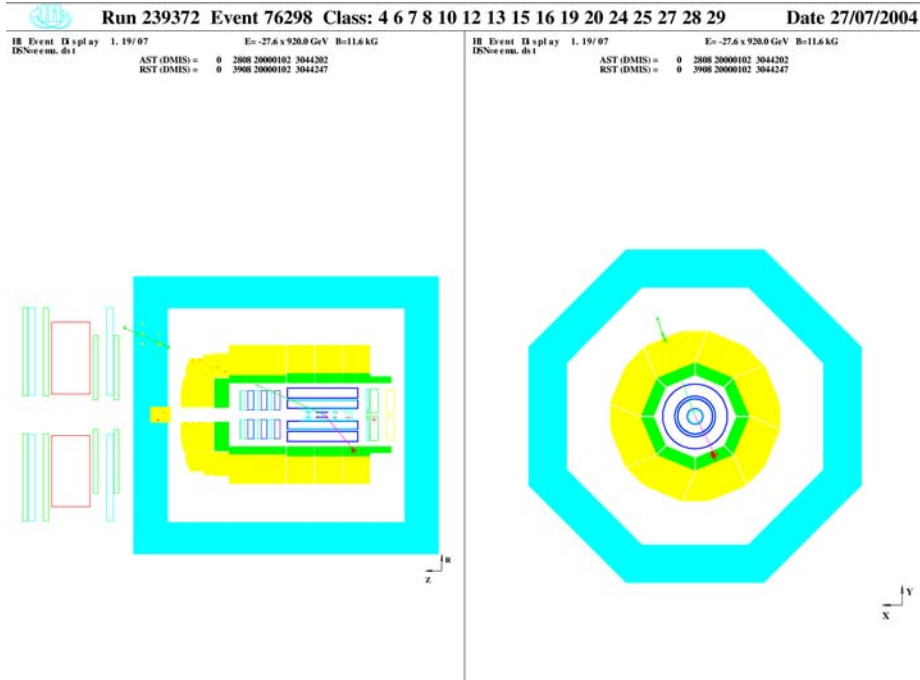 Run 239372 Event 76298 Class: 4 6 7 8 10 12 13 15 16 19 20 24 25 27 28 29 Date 27/07/2004
H1 Event Display 1.19/07 E= -27.6 x 920.0 GeV B=11.6 kG
DSN=eemu.dst
AST (DMIS) = 0 2808 20000102 3044202
RST (DMIS) = 0 3908 20000102 3044247
H1 Event Display 1.19/07 E= -27.6 x 920.0 GeV B=11.6 kG
DSN=eemu.dst
AST (DMIS) = 0 2808 20000102 3044202
RST (DMIS) = 0 3908 20000102 3044247
R
Z
Y
X